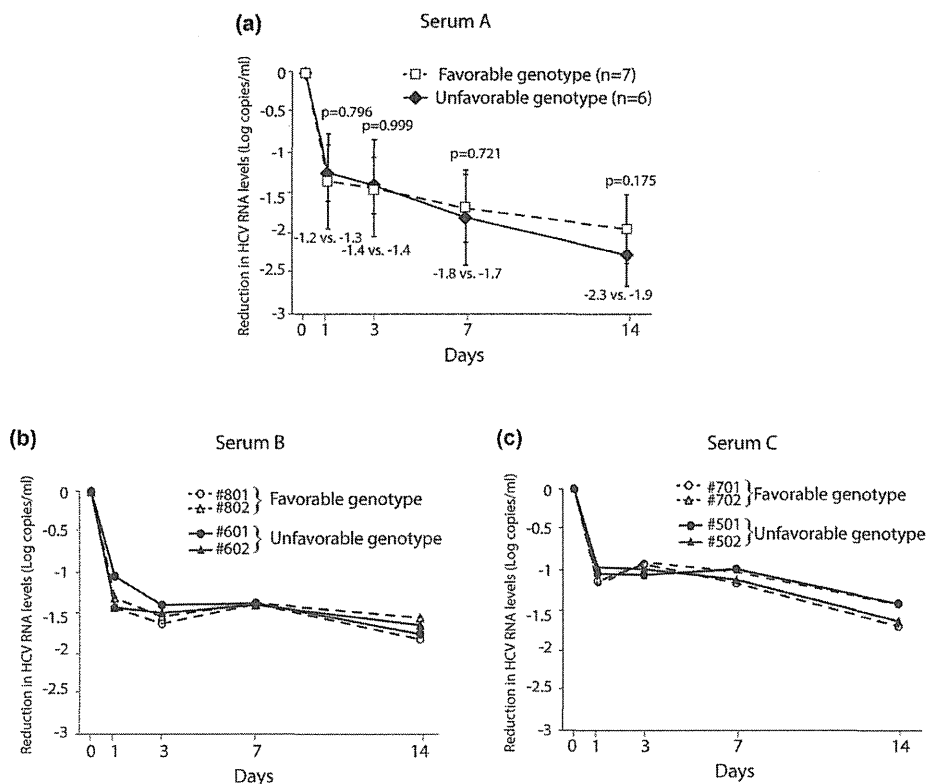 (a)
Serum A
Reduction in HCV RNA levels (Log copies/ml)
Favorable genotype (n=7)
Unfavorable genotype (n=6)
0
-0.5
-1
-1.5
-2
-2.5
-3
p=0.796
p=0.999
p=0.721
p=0.175
-1.2 vs. -1.3
-1.4 vs. -1.4
-1.8 vs. -1.7
-2.3 vs. -1.9
0 1 3 7 14
Days
(b)
Serum B
Reduction in HCV RNA levels (Log copies/ml)
#801
#802
Favorable genotype
#601
#602
Unfavorable genotype
0
-0.5
-1
-1.5
-2
-2.5
-3
0 1 3 7 14
Days
(c)
Serum C
Reduction in HCV RNA levels (Log copies/ml)
#701
#702
Favorable genotype
#501
#502
Unfavorable genotype
0
-0.5
-1
-1.5
-2
-2.5
-3
0 1 3 7 14
Days